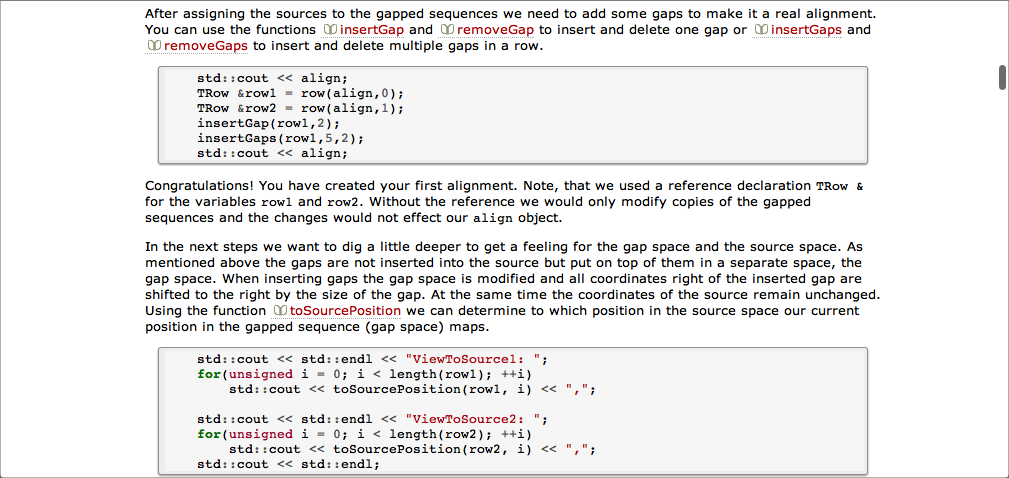 After assigning the sources to the gapped sequences we need to add some gaps to make it a real alignment.
You can use the functions insertGap and removeGap to insert and delete one gap or insertGaps and
removeGaps to insert and delete multiple gaps in a row.
std::cout << align;
TRow &row1 = row(align,0);
TRow &row2 = row(align,1);
insertGap(row1,2);
insertGaps(row1,5,2);
std::cout << align;
Congratulations! You have created your first alignment. Note, that we used a reference declaration TRow &
for the variables row1 and row2. Without the reference we would only modify copies of the gapped
sequences and the changes would not effect our align object.
In the next steps we want to dig a little deeper to get a feeling for the gap space and the source space. As
mentioned above the gaps are not inserted into the source but put on top of them in a separate space, the
gap space. When inserting gaps the gap space is modified and all coordinates right of the inserted gap are
shifted to the right by the size of the gap. At the same time the coordinates of the source remain unchanged.
Using the function toSourcePosition we can determine to which position in the source space our current
position in the gapped sequence (gap space) maps.
std::cout << std::endl << "ViewToSource1: ";
for(unsigned i = 0; i < length(row1); ++i)
std::cout << toSourcePosition(row1, i) << ",";
std::cout << std::endl << "ViewToSource2: ";
for(unsigned i = 0; i < length(row2); ++i)
std::cout << toSourcePosition(row2, i) << ",";
std::cout << std::endl;